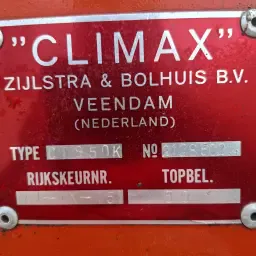 "CLIMAX"
ZIJLSTRA & BOLHUIS B.V.
VEENDAM
(NEDERLAND)
TYPE № 
RIJKSKEURNR. TOPBEL.